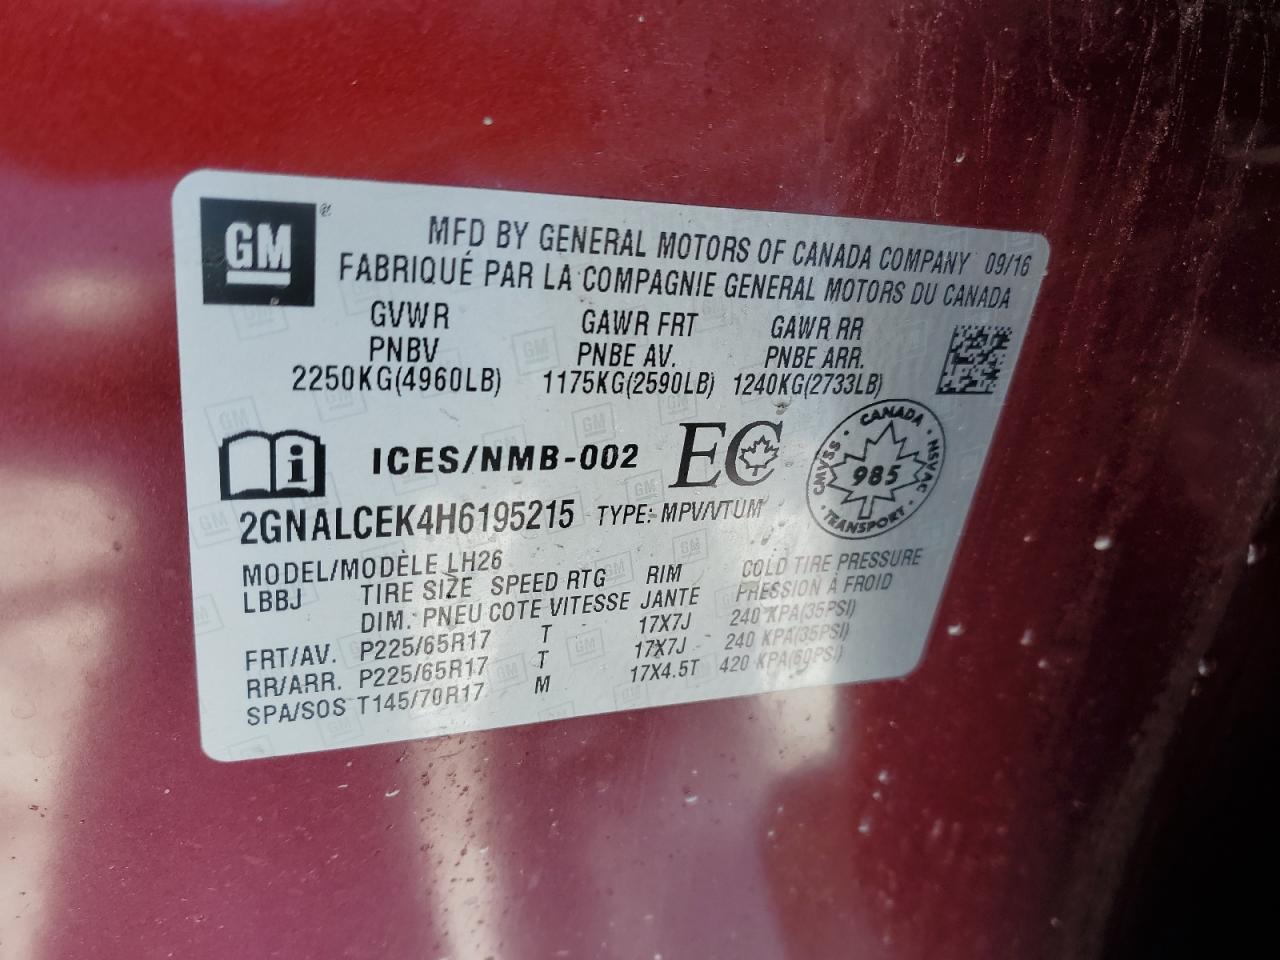 GM ®
MFD BY GENERAL MOTORS OF CANADA COMPANY 09/16
FABRIQUÉ PAR LA COMPAGNIE GENERAL MOTORS DU CANADA
GVWR GAWR FRT GAWR RR
PNBV PNBE AV. PNBE ARR.
2250KG(4960LB) 1175KG(2590LB) 1240KG(2733LB)
i ICES/NMB-002 EC
CANADA
CMVSS 985 NSVAC
TRANSPORT
2GNALCEK4H6195215 TYPE: MPV/VTUM
MODEL/MODÈLE LH26
LBBJ TIRE SIZE SPEED RTG RIM COLD TIRE PRESSURE
DIM. PNEU COTE VITESSE JANTE PRESSION À FROID
FRT/AV. P225/65R17 T 17X7J 240 KPA(35PSI)
RR/ARR. P225/65R17 T 17X7J 240 KPA(35PSI)
SPA/SOS T145/70R17 M 17X4.5T 420 KPA(60PSI)